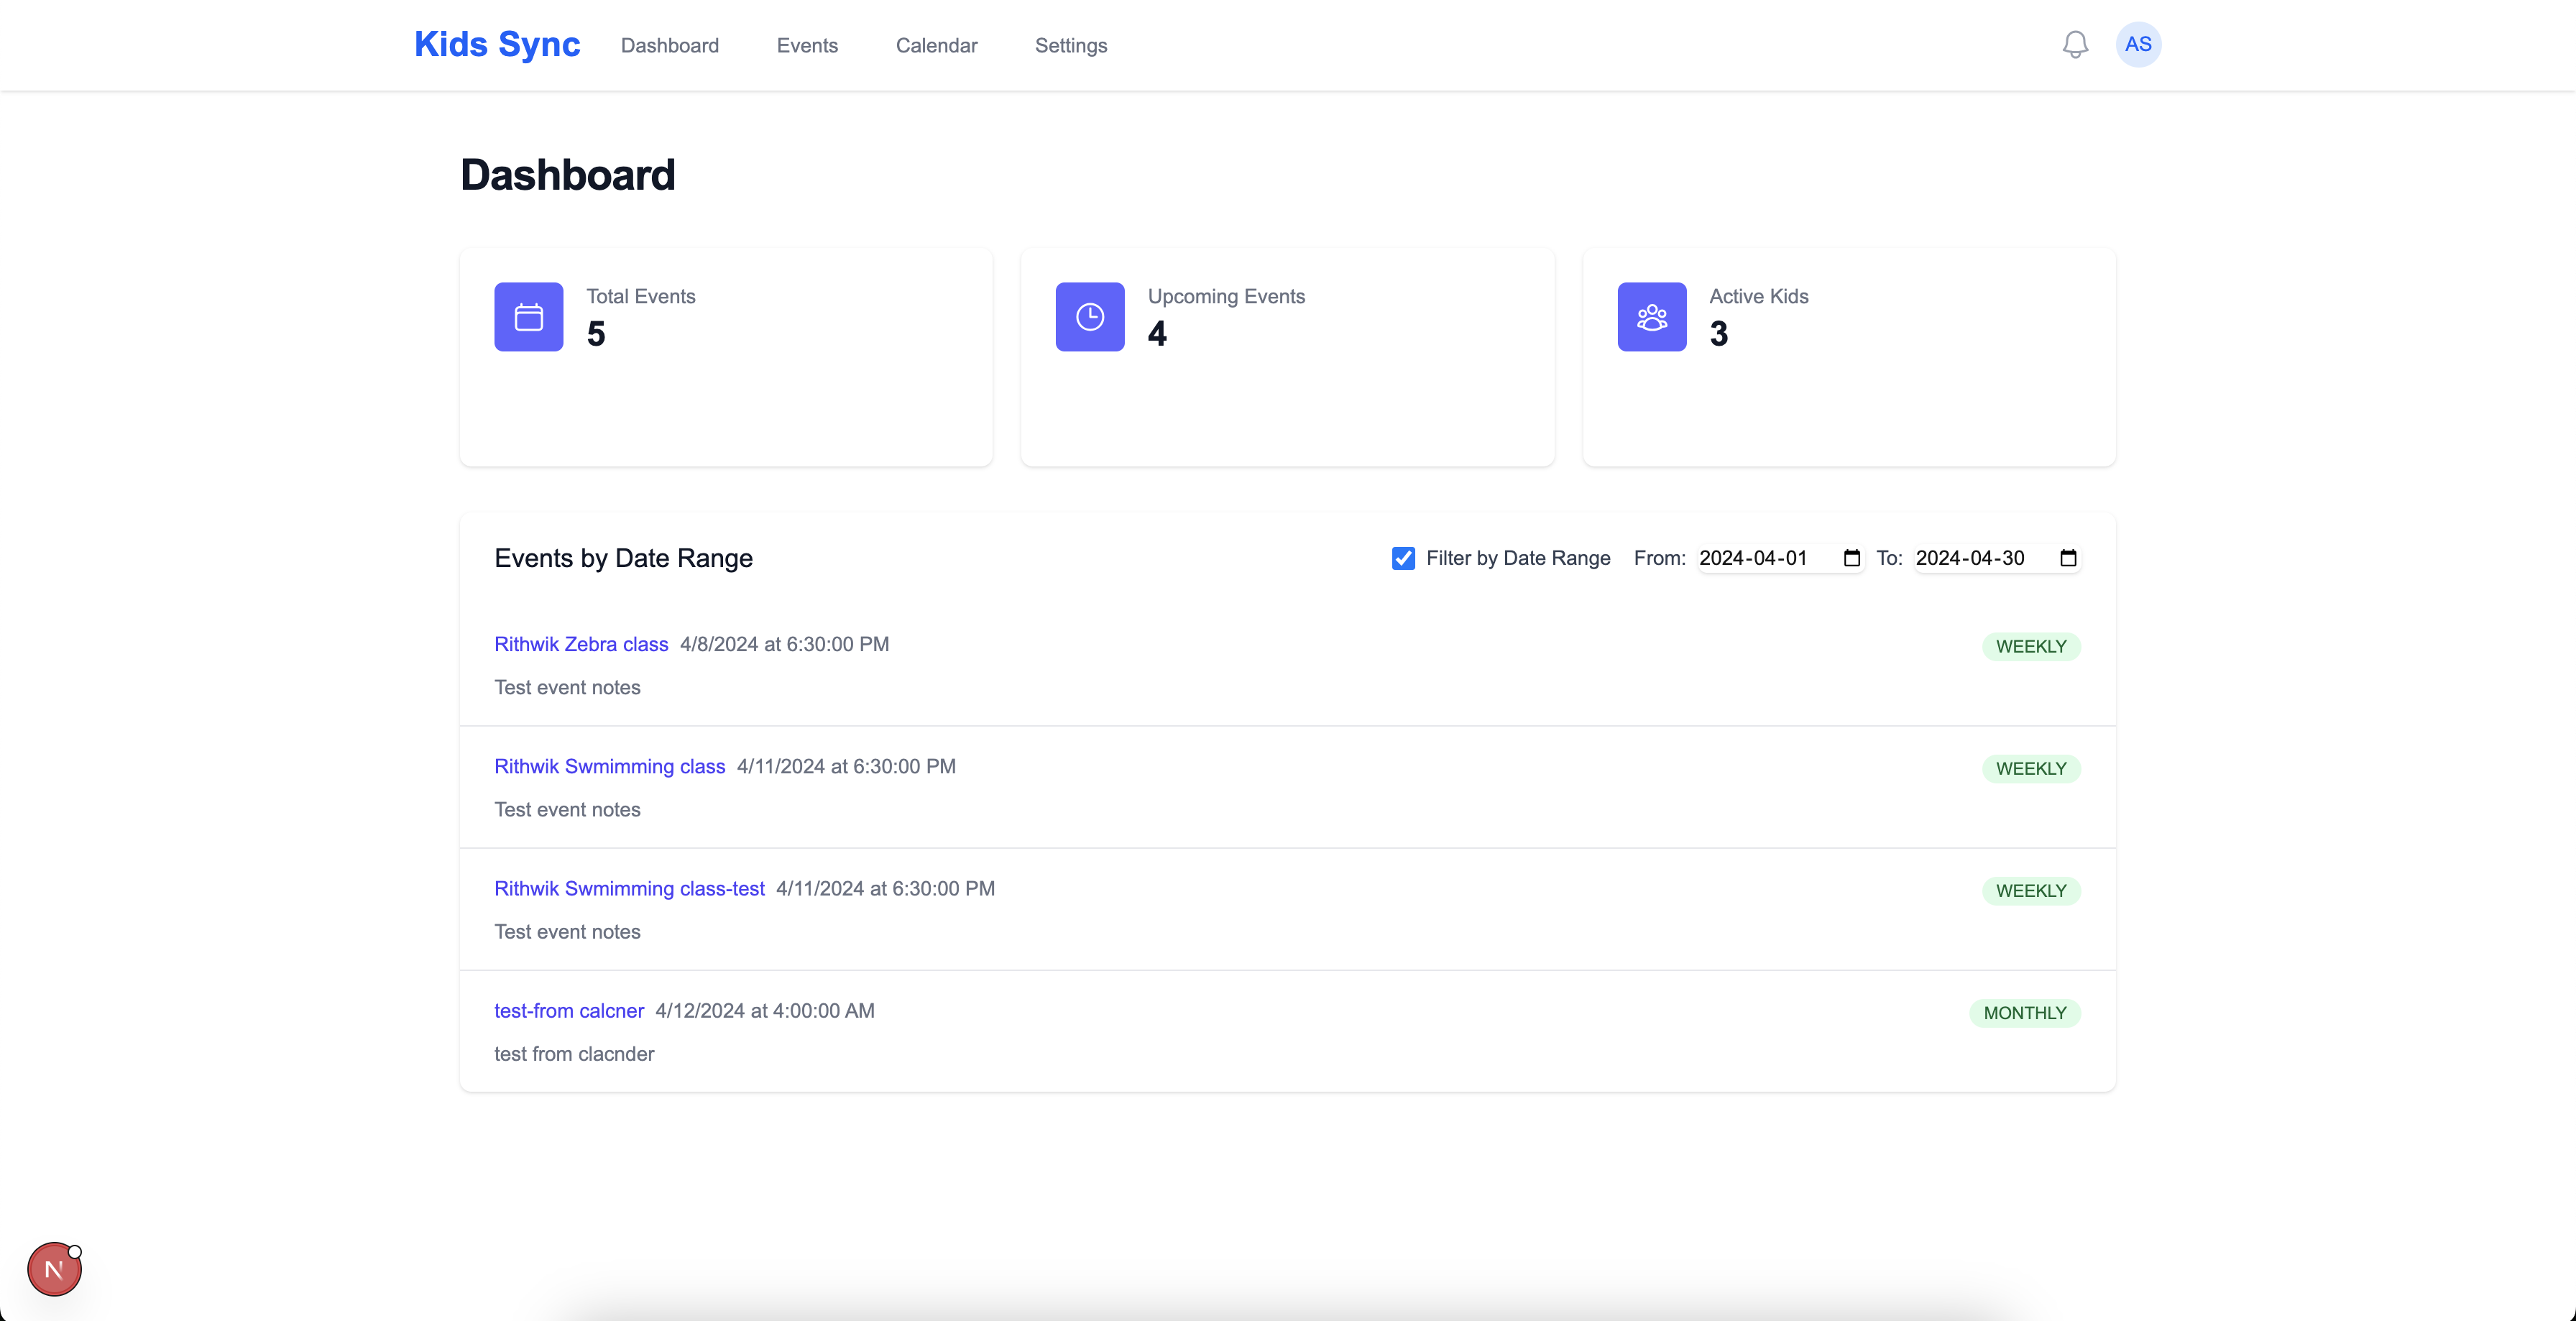 Kids Sync Dashboard Events Calendar Settings AS
Dashboard
Total Events
5
Upcoming Events
4
Active Kids
3
Events by Date Range Filter by Date Range From: 2024-04-01 To: 2024-04-30
Rithwik Zebra class 4/8/2024 at 6:30:00 PM WEEKLY
Test event notes
Rithwik Swmimming class 4/11/2024 at 6:30:00 PM WEEKLY
Test event notes
Rithwik Swmimming class-test 4/11/2024 at 6:30:00 PM WEEKLY
Test event notes
test-from calcner 4/12/2024 at 4:00:00 AM MONTHLY
test from clacnder
N